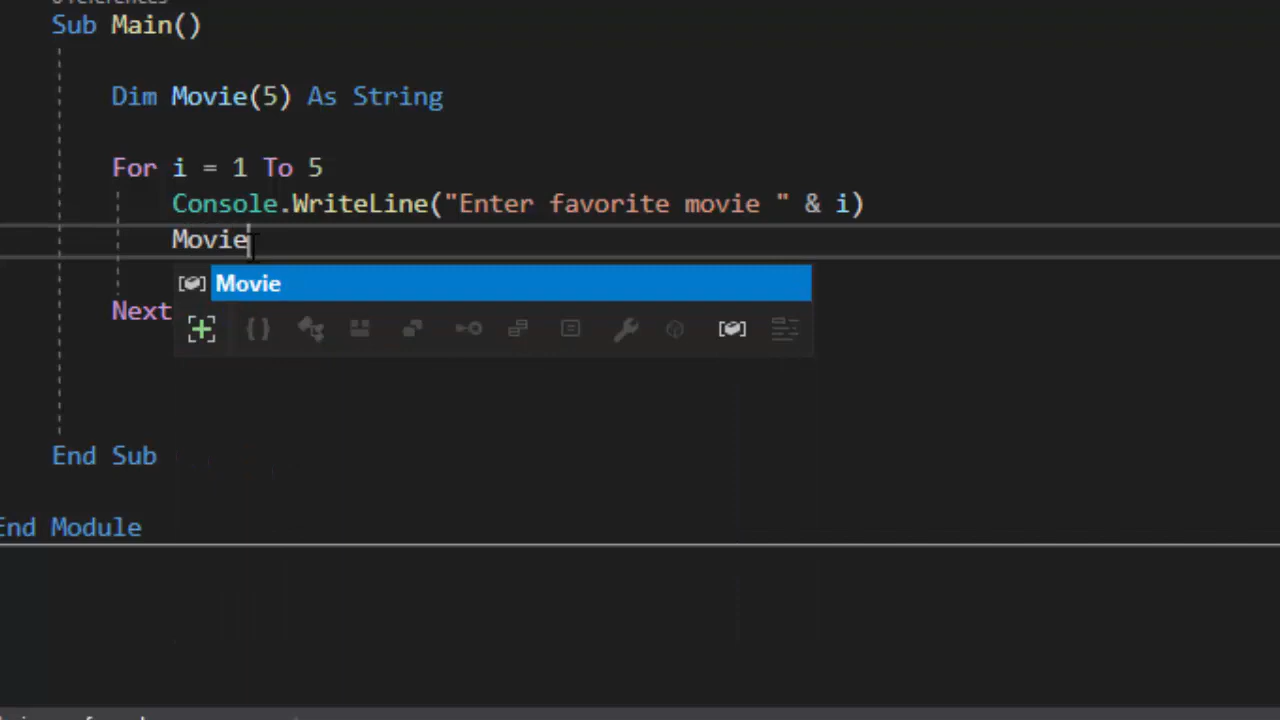 Sub Main()
Dim Movie(5) As String
For i = 1 To 5
Console.WriteLine("Enter favorite movie " & i)
Movie
Movie
Next
End Sub
End Module